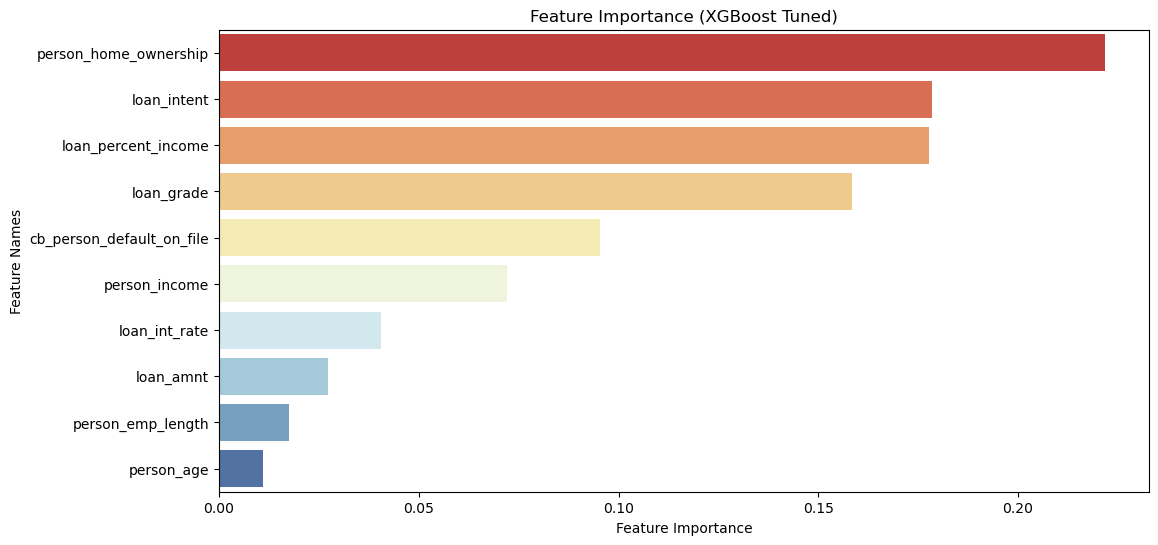 Feature Importance (XGBoost Tuned)
person_home_ownership
loan_intent
loan_percent_income
loan_grade
cb_person_default_on_file
person_income
loan_int_rate
loan_amnt
person_emp_length
person_age
Feature Names
0.00 0.05 0.10 0.15 0.20
Feature Importance